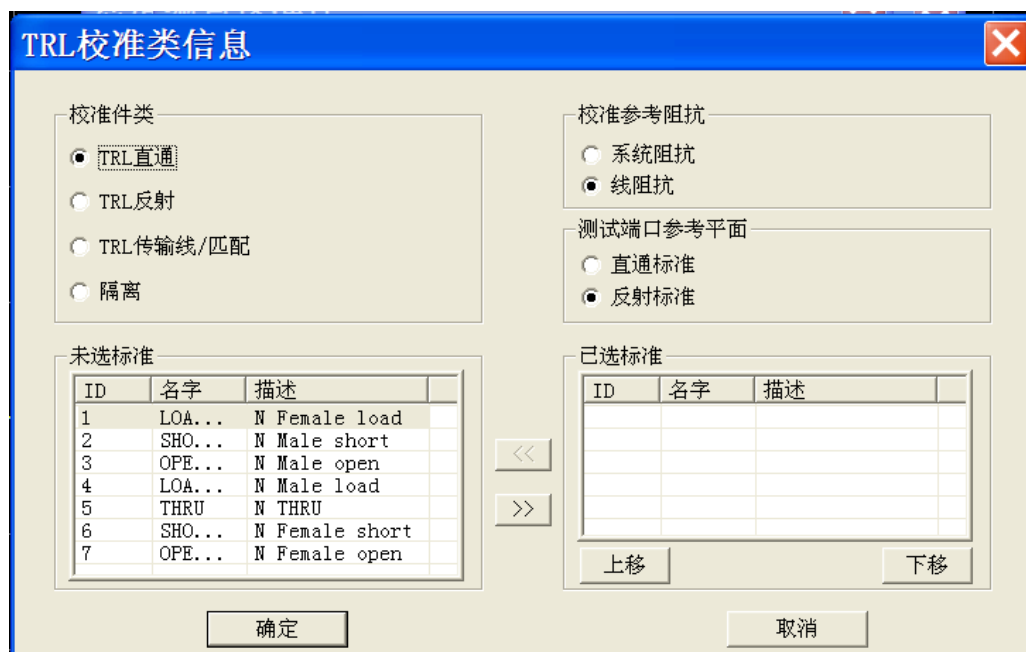 TRL校准类信息
校准件类
TRL直通
TRL反射
TRL传输线/匹配
隔离
校准参考阻抗
系统阻抗
线阻抗
测试端口参考平面
直通标准
反射标准
未选标准
ID 名字 描述
1 LOA... N Female load
2 SHO... N Male short
3 OPE... N Male open
4 LOA... N Male load
5 THRU N THRU
6 SHO... N Female short
7 OPE... N Female open
<<
>>
已选标准
ID 名字 描述
上移 下移
确定 取消